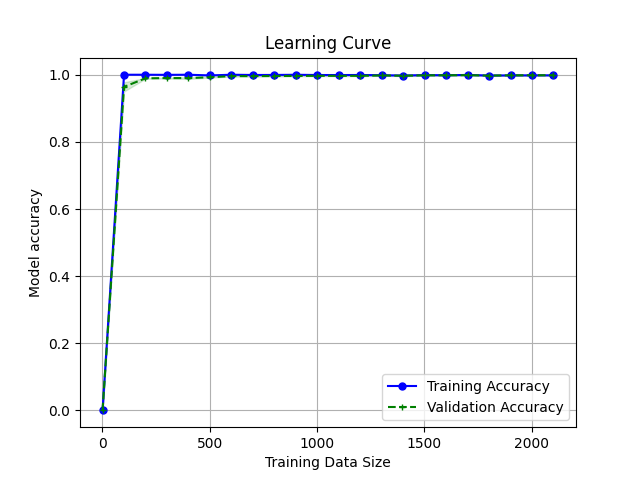 Learning Curve
1.0
0.8
0.6
0.4
0.2
0.0
Model accuracy
Training Accuracy
Validation Accuracy
0 500 1000 1500 2000
Training Data Size